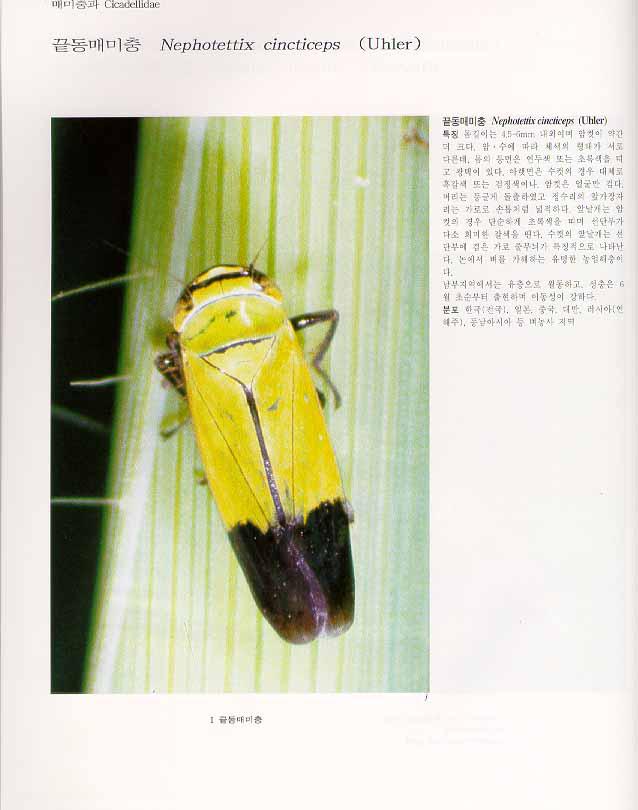 매미충과 Cicadellidae
끝동매미충 Nephotettix cincticeps (Uhler)
끝동매미충 Nephotettix cincticeps (Uhler)
특징 몸길이는 4.5~6mm 내외이며 암컷이 약간
더 크다. 암·수에 따라 체색의 형태가 서로
다른데, 몸의 등면은 연두색 또는 초록색을 띠
고 광택이 있다. 아랫면은 수컷의 경우 대체로
흑갈색 또는 검정색이나, 암컷은 얼굴만 검다.
머리는 둥글게 돌출하였고 정수리의 앞가장자
리는 가로로 손톱처럼 넓적하다. 앞날개는 암
컷의 경우 단순하게 초록색을 띠며 선단부가
다소 희미한 갈색을 띤다. 수컷의 앞날개는 선
단부에 검은 가로 줄무늬가 특징적으로 나타난
다. 논에서 벼를 가해하는 유명한 농업해충이
다.
남부지역에서는 유충으로 월동하고, 성충은 6
월 초순부터 출현하며 이동성이 강하다.
분포 한국(전국), 일본, 중국, 대만, 러시아(연
해주), 동남아시아 등 벼농사 지역
1 끝동매미충